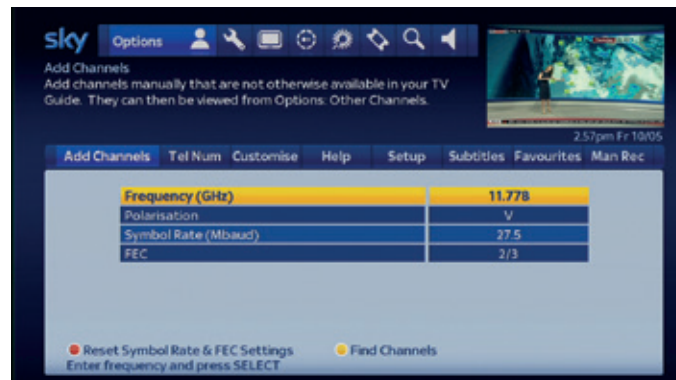 sky Options
Add Channels
Add channels manually that are not otherwise available in your TV
Guide. They can then be viewed from Options: Other Channels.
2.57pm Fr 10/05
Add Channels Tel Num Customise Help Setup Subtitles Favourites Man Rec
Frequency (GHz) 11.778
Polarisation V
Symbol Rate (Mbaud) 27.5
FEC 2/3
Reset Symbol Rate & FEC Settings Find Channels
Enter frequency and press SELECT